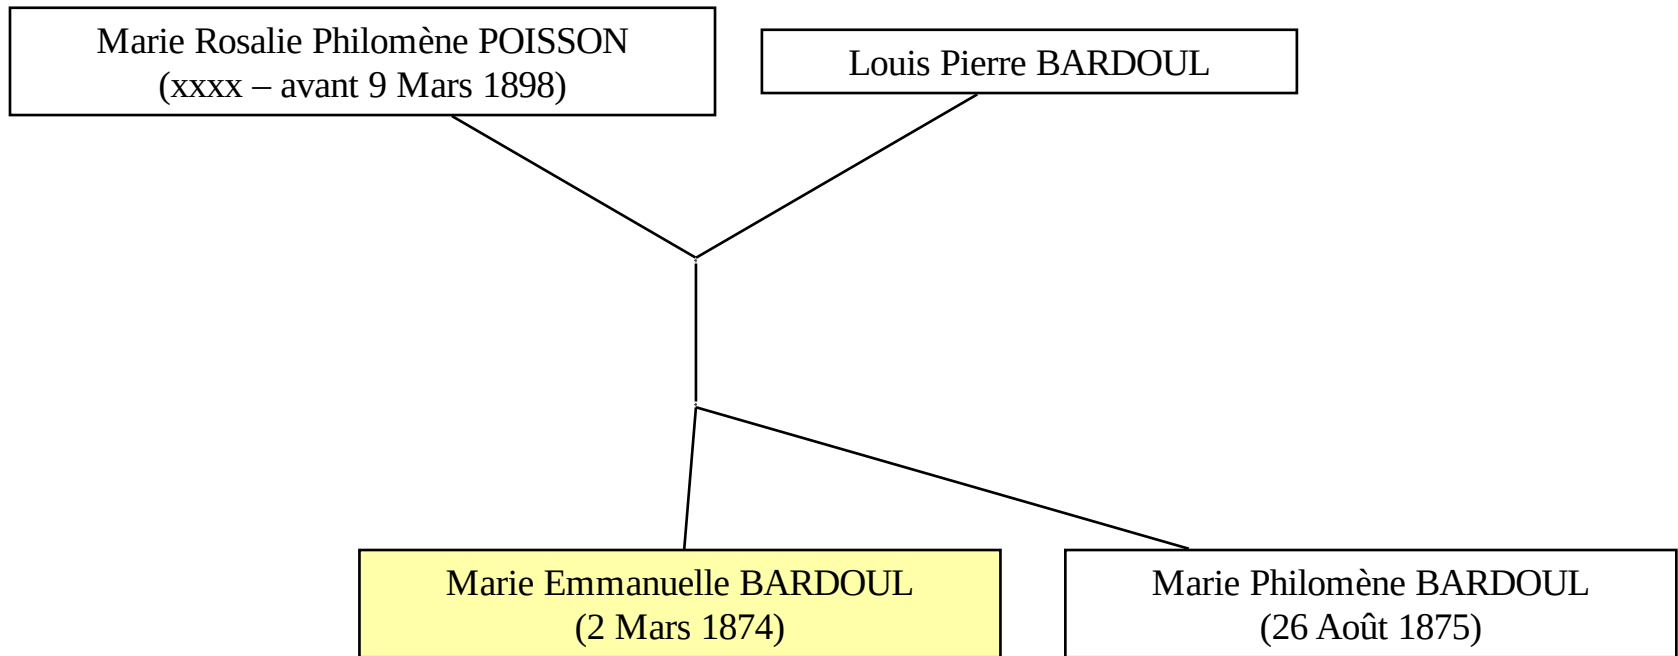 Marie Rosalie Philomène POISSON
(xxxx – avant 9 Mars 1898)
Louis Pierre BARDOUL
Marie Emmanuelle BARDOUL
(2 Mars 1874)
Marie Philomène BARDOUL
(26 Août 1875)